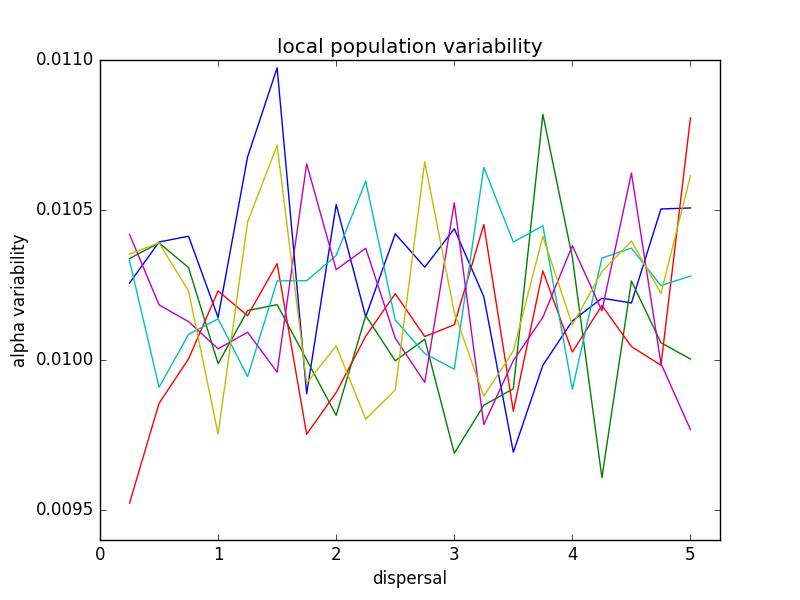 local population variability
0.0110
0.0105
0.0100
0.0095
alpha variability
0 1 2 3 4 5
dispersal